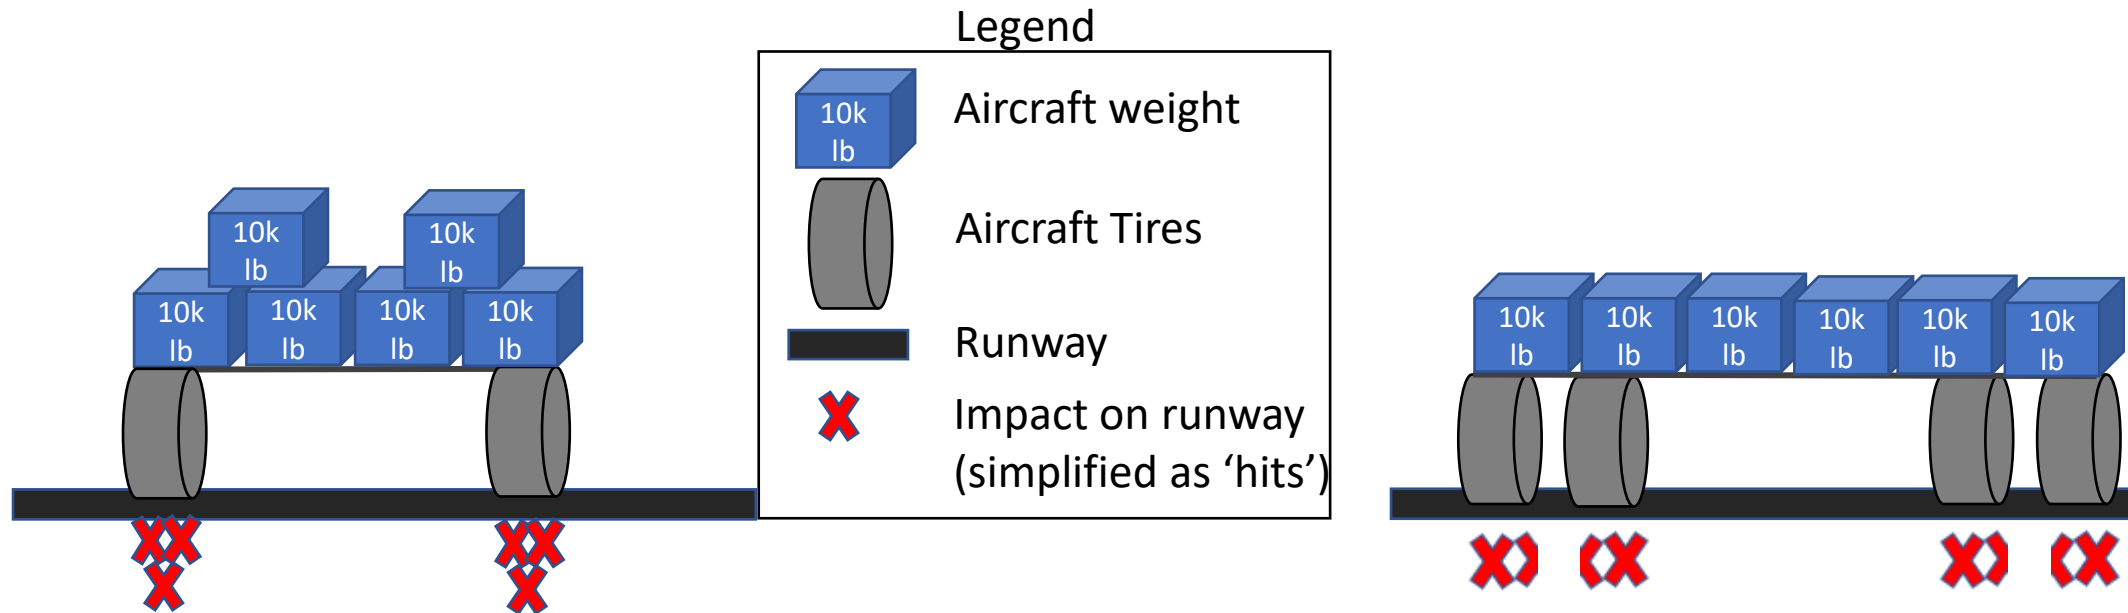 Legend
10k
lb
Aircraft weight
Aircraft Tires
Runway
Impact on runway
(simplified as ‘hits’)
10k
lb
10k
lb
10k
lb
10k
lb
10k
lb
10k
lb
10k
lb
10k
lb
10k
lb
10k
lb
10k
lb
10k
lb